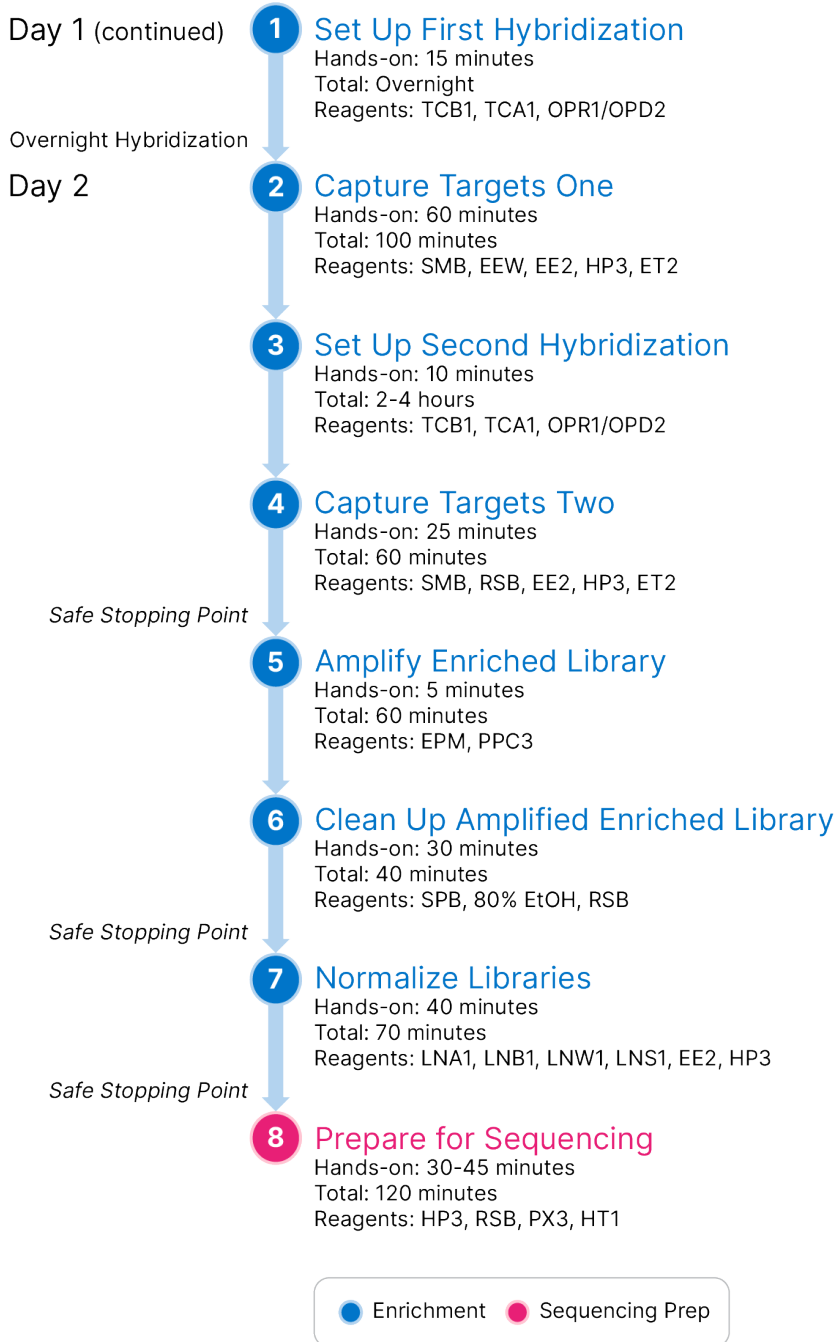 Day 1 (continued)
1
Set Up First Hybridization
Hands-on: 15 minutes
Total: Overnight
Reagents: TCB1, TCA1, OPR1/OPD2
Overnight Hybridization
Day 2
2
Capture Targets One
Hands-on: 60 minutes
Total: 100 minutes
Reagents: SMB, EEW, EE2, HP3, ET2
3
Set Up Second Hybridization
Hands-on: 10 minutes
Total: 2-4 hours
Reagents: TCB1, TCA1, OPR1/OPD2
4
Capture Targets Two
Hands-on: 25 minutes
Total: 60 minutes
Reagents: SMB, RSB, EE2, HP3, ET2
Safe Stopping Point
5
Amplify Enriched Library
Hands-on: 5 minutes
Total: 60 minutes
Reagents: EPM, PPC3
6
Clean Up Amplified Enriched Library
Hands-on: 30 minutes
Total: 40 minutes
Reagents: SPB, 80% EtOH, RSB
Safe Stopping Point
7
Normalize Libraries
Hands-on: 40 minutes
Total: 70 minutes
Reagents: LNA1, LNB1, LNW1, LNS1, EE2, HP3
Safe Stopping Point
8
Prepare for Sequencing
Hands-on: 30-45 minutes
Total: 120 minutes
Reagents: HP3, RSB, PX3, HT1
Enrichment
Sequencing Prep